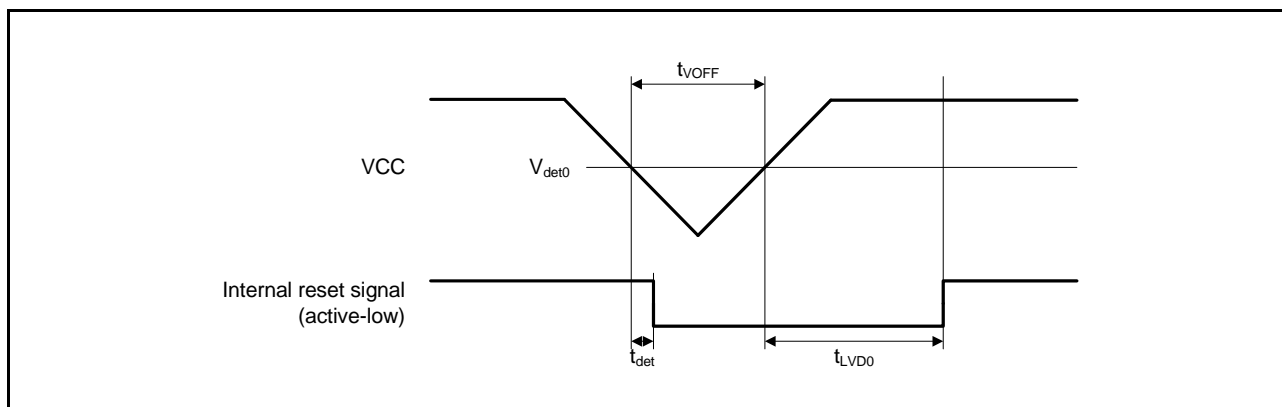 tVOFF
VCC
Vdet0
Internal reset signal
(active-low)
tdet
tLVD0